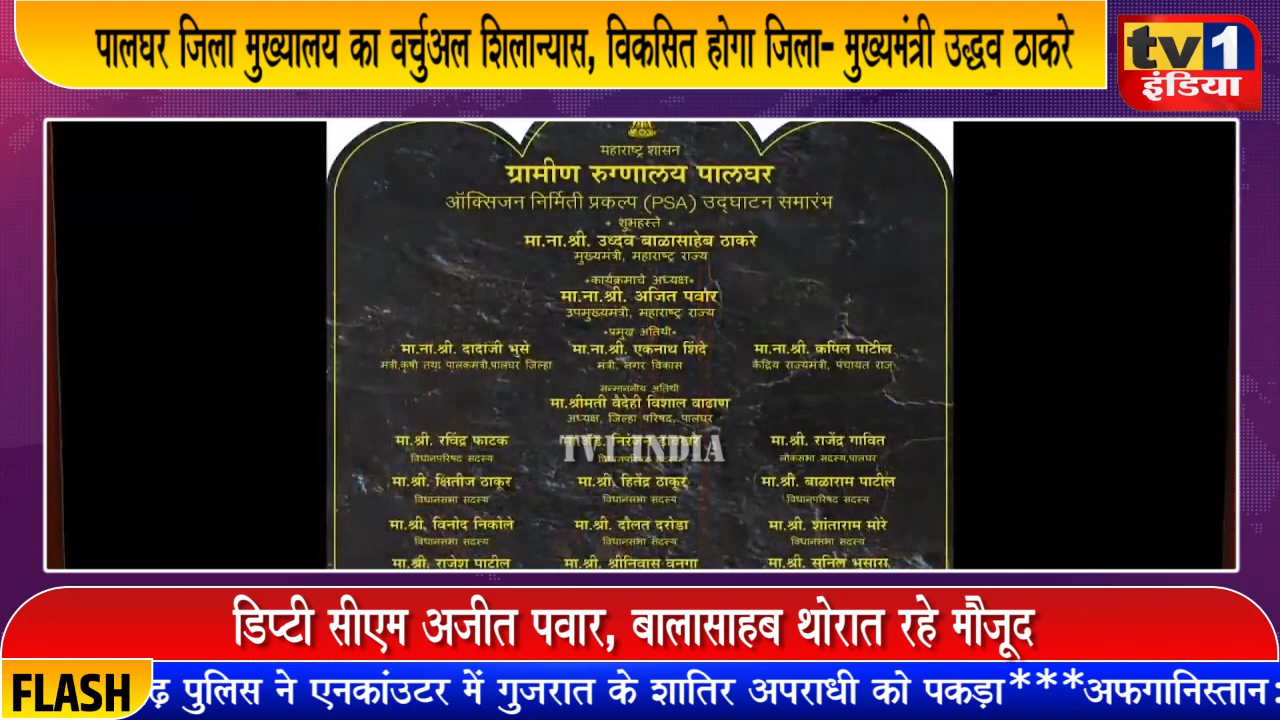 पालघर जिला मुख्यालय का वर्चुअल शिलान्यास, विकसित होगा जिला- मुख्यमंत्री उद्धव ठाकरे
tv1
इंडिया
महाराष्ट्र शासन
ग्रामीण रुग्णालय पालघर
ऑक्सिजन निर्मिती प्रकल्प (PSA) उद्घाटन समारंभ
* शुभहस्ते *
मा.ना.श्री. उध्दव बाळासाहेब ठाकरे
मुख्यमंत्री, महाराष्ट्र राज्य
*कार्यक्रमाचे अध्यक्ष*
मा.ना.श्री. अजित पवार
उपमुख्यमंत्री, महाराष्ट्र राज्य
*प्रमुख अतिथी*
मा.ना.श्री. दादाजी भुसे मा.ना.श्री. एकनाथ शिंदे मा.ना.श्री. कपिल पाटील
मंत्री,कृषी तथा पालकमंत्री,पालघर जिल्हा मंत्री, नगर विकास केंद्रिय राज्यमंत्री, पंचायत राज
सन्माननीय अतिथी
मा.श्रीमती वैदेही विशाल वाढाण
अध्यक्ष, जिल्हा परिषद, पालघर
मा.श्री. रविंद्र फाटक निरंजन मा.श्री. राजेंद्र गावित
TV1 INDIA
विधानपरिषद सदस्य लोकसभा सदस्य,पालघर
मा.श्री. क्षितीज ठाकूर मा.श्री. हितेंद्र ठाकूर मा.श्री. बाळाराम पाटील
विधानसभा सदस्य विधानसभा सदस्य विधानपरिषद सदस्य
मा.श्री. विनोद निकोले मा.श्री. दौलत दरोडा मा.श्री. शांताराम मोरे
विधानसभा सदस्य विधानसभा सदस्य विधानसभा सदस्य
मा.श्री. राजेश पाटील मा.श्री. श्रीनिवास वनगा मा.श्री. सुनिल भुसारा
डिप्टी सीएम अजीत पवार, बालासाहब थोरात रहे मौजूद
FLASH ढ़ पुलिस ने एनकांउटर में गुजरात के शातिर अपराधी को पकड़ा***अफगानिस्तान: